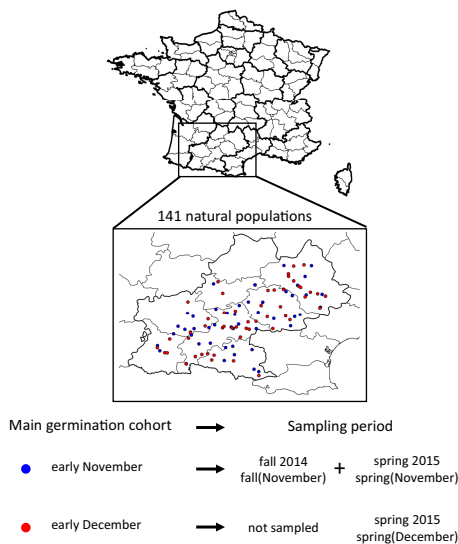 141 natural populations
Main germination cohort → Sampling period
early November → fall 2014 + spring 2015
fall(November) spring(November)
early December → not sampled spring 2015
spring(December)